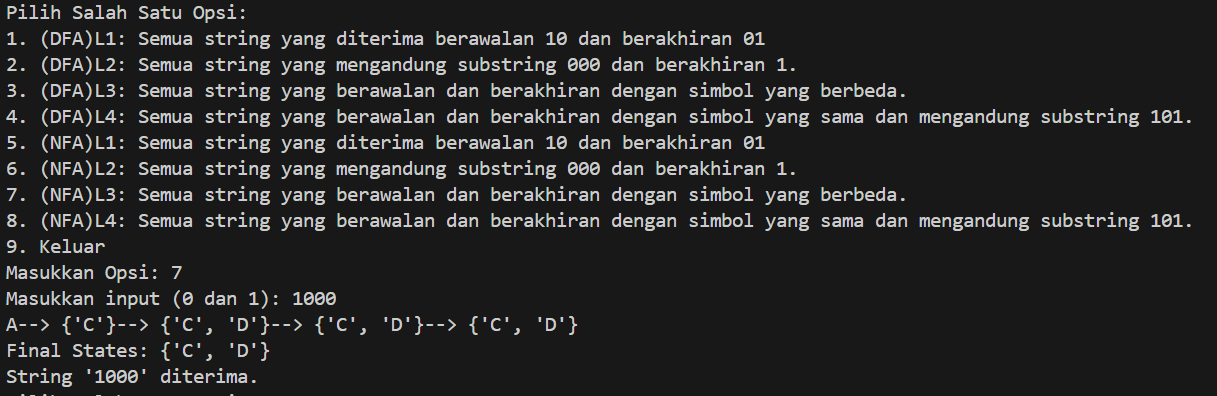 Pilih Salah Satu Opsi:
1. (DFA)L1: Semua string yang diterima berawalan 10 dan berakhiran 01
2. (DFA)L2: Semua string yang mengandung substring 000 dan berakhiran 1.
3. (DFA)L3: Semua string yang berawalan dan berakhiran dengan simbol yang berbeda.
4. (DFA)L4: Semua string yang berawalan dan berakhiran dengan simbol yang sama dan mengandung substring 101.
5. (NFA)L1: Semua string yang diterima berawalan 10 dan berakhiran 01
6. (NFA)L2: Semua string yang mengandung substring 000 dan berakhiran 1.
7. (NFA)L3: Semua string yang berawalan dan berakhiran dengan simbol yang berbeda.
8. (NFA)L4: Semua string yang berawalan dan berakhiran dengan simbol yang sama dan mengandung substring 101.
9. Keluar
Masukkan Opsi: 7
Masukkan input (0 dan 1): 1000
A--> {'C'}--> {'C', 'D'}--> {'C', 'D'}--> {'C', 'D'}
Final States: {'C', 'D'}
String '1000' diterima.